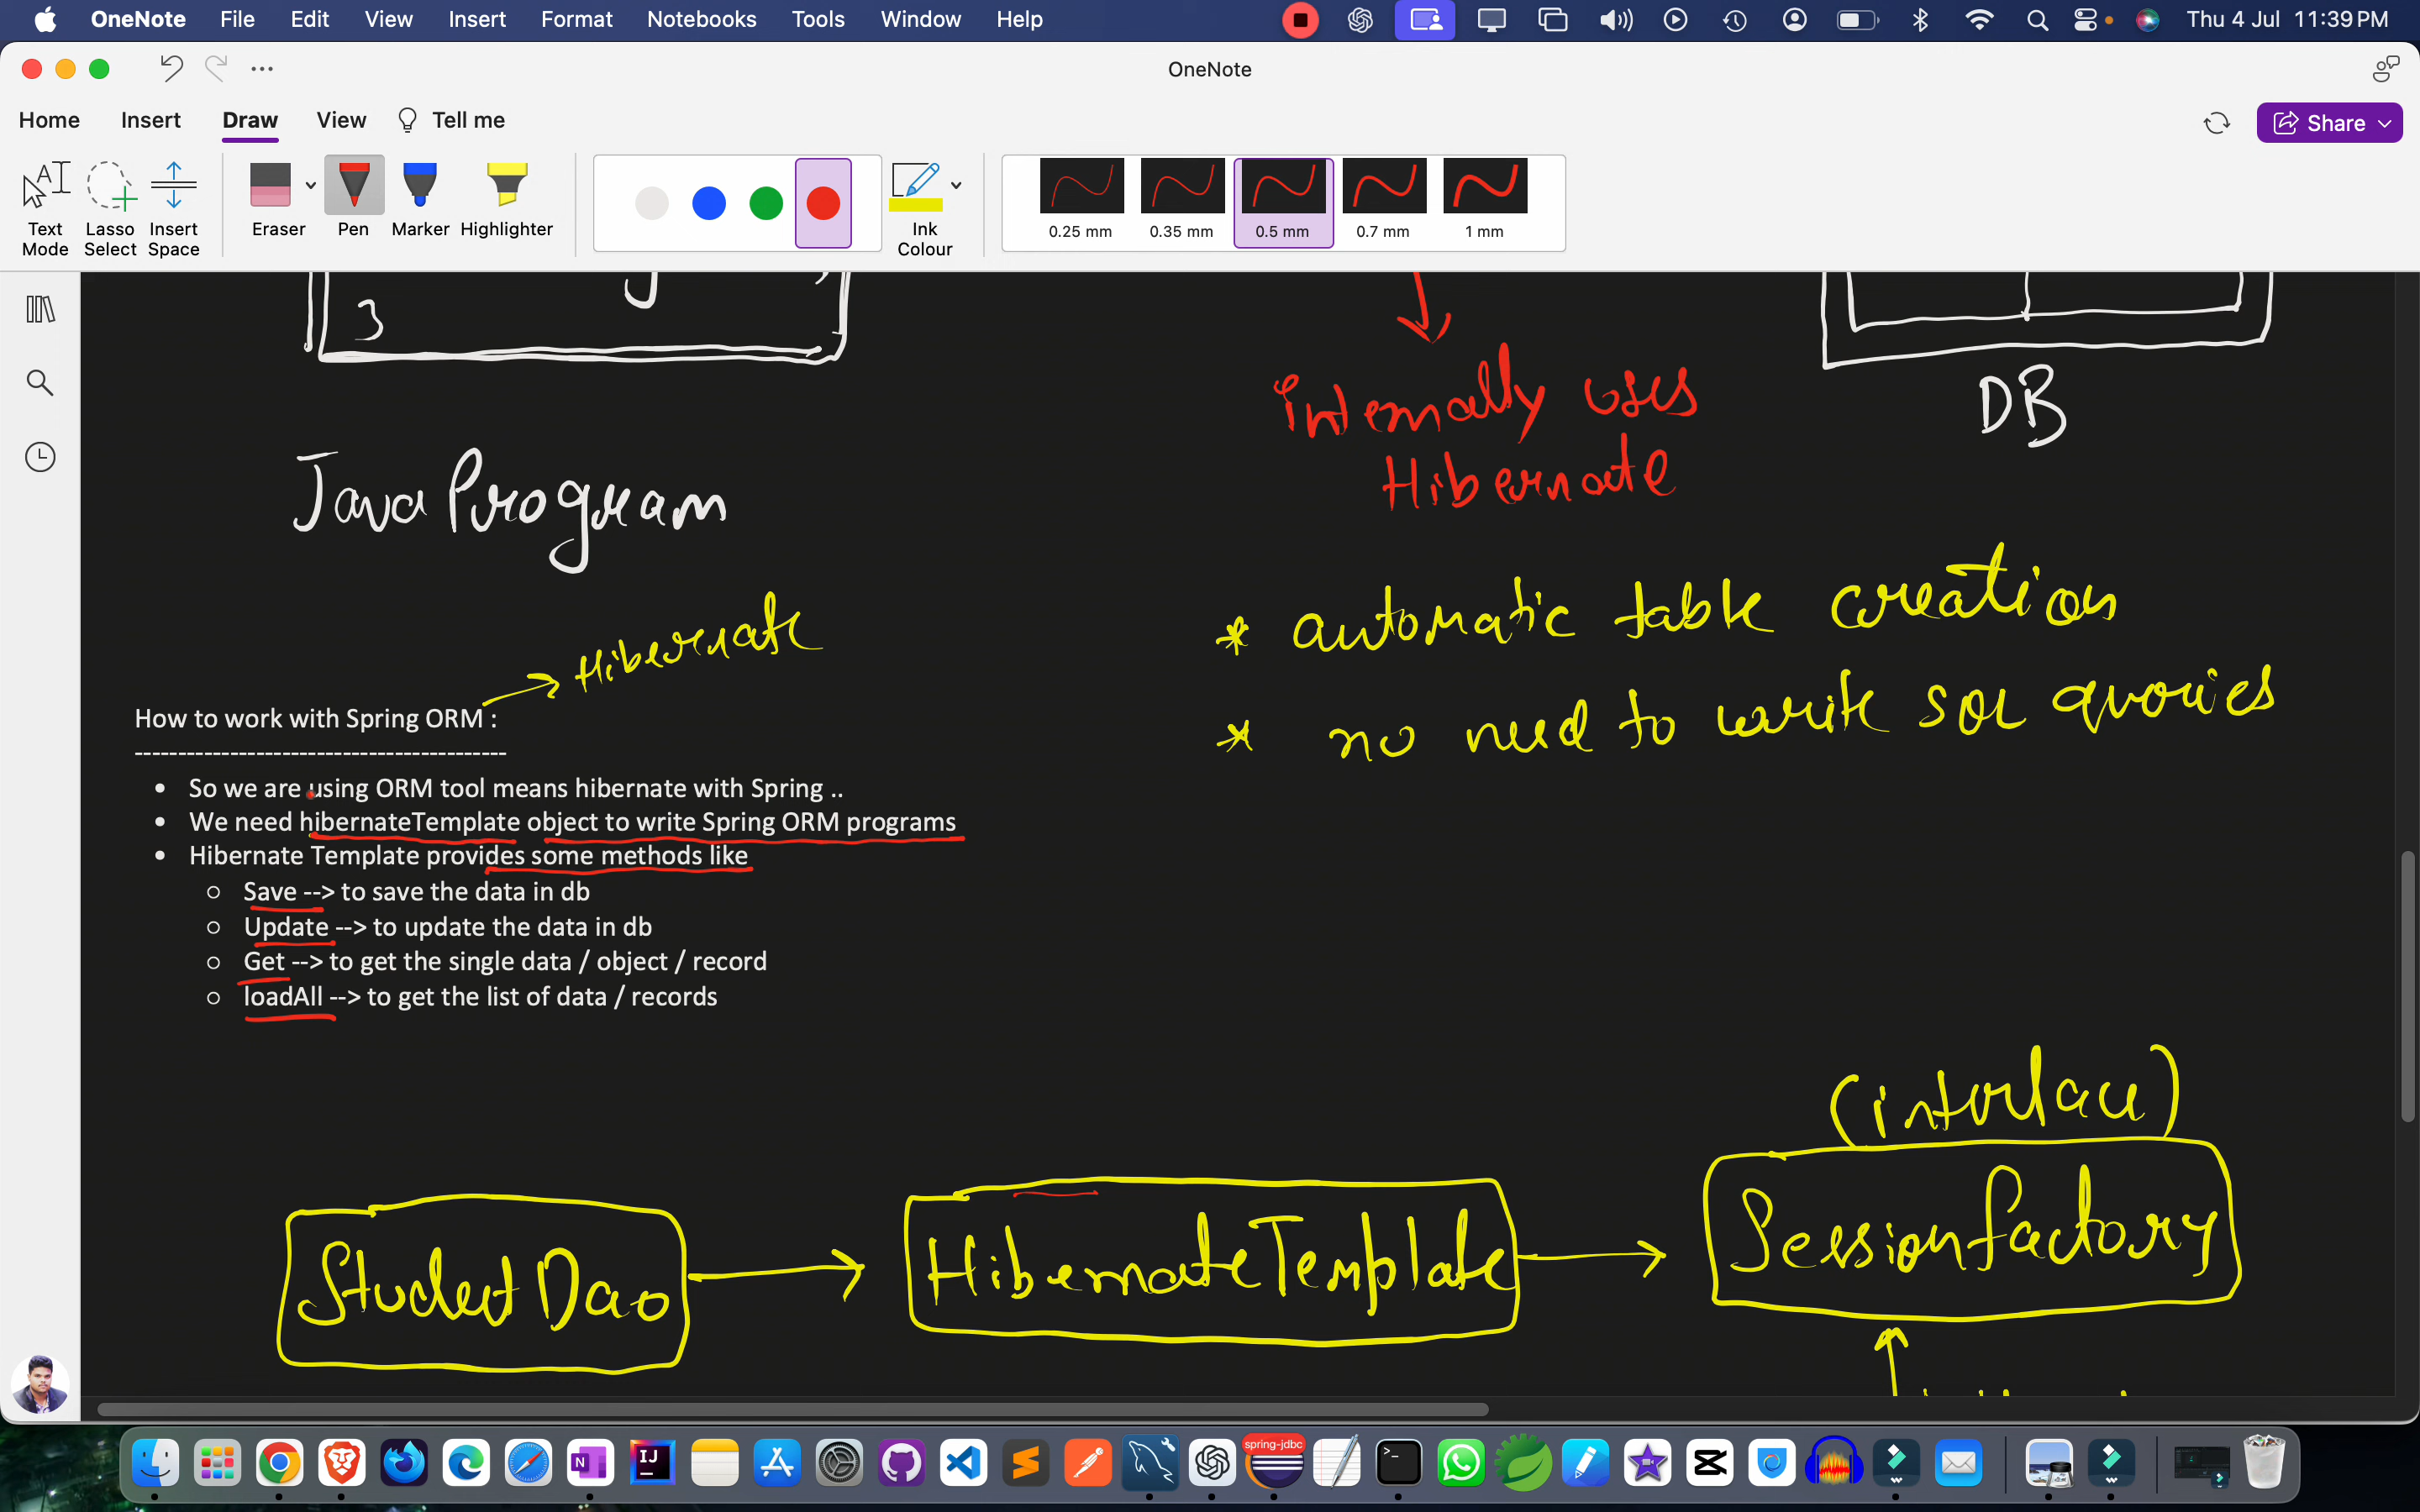 OneNote File Edit View Insert Format Notebooks Tools Window Help Thu 4 Jul 11:39 PM
OneNote
Home Insert Draw View Tell me Share
Text Mode Lasso Select Insert Space Eraser Pen Marker Highlighter Ink Colour 0.25 mm 0.35 mm 0.5 mm 0.7 mm 1 mm
3
Internally uses
Hibernate
DB
Java Program
Hibernate
* automatic table creation
* no need to write SQL queries
How to work with Spring ORM :
-------------------------------------------
• So we are using ORM tool means hibernate with Spring ..
• We need hibernateTemplate object to write Spring ORM programs
• Hibernate Template provides some methods like
○ Save --> to save the data in db
○ Update --> to update the data in db
○ Get --> to get the single data / object / record
○ loadAll --> to get the list of data / records
(interface)
Student Dao HibernateTemplate Sessionfactory
spring-jdbc